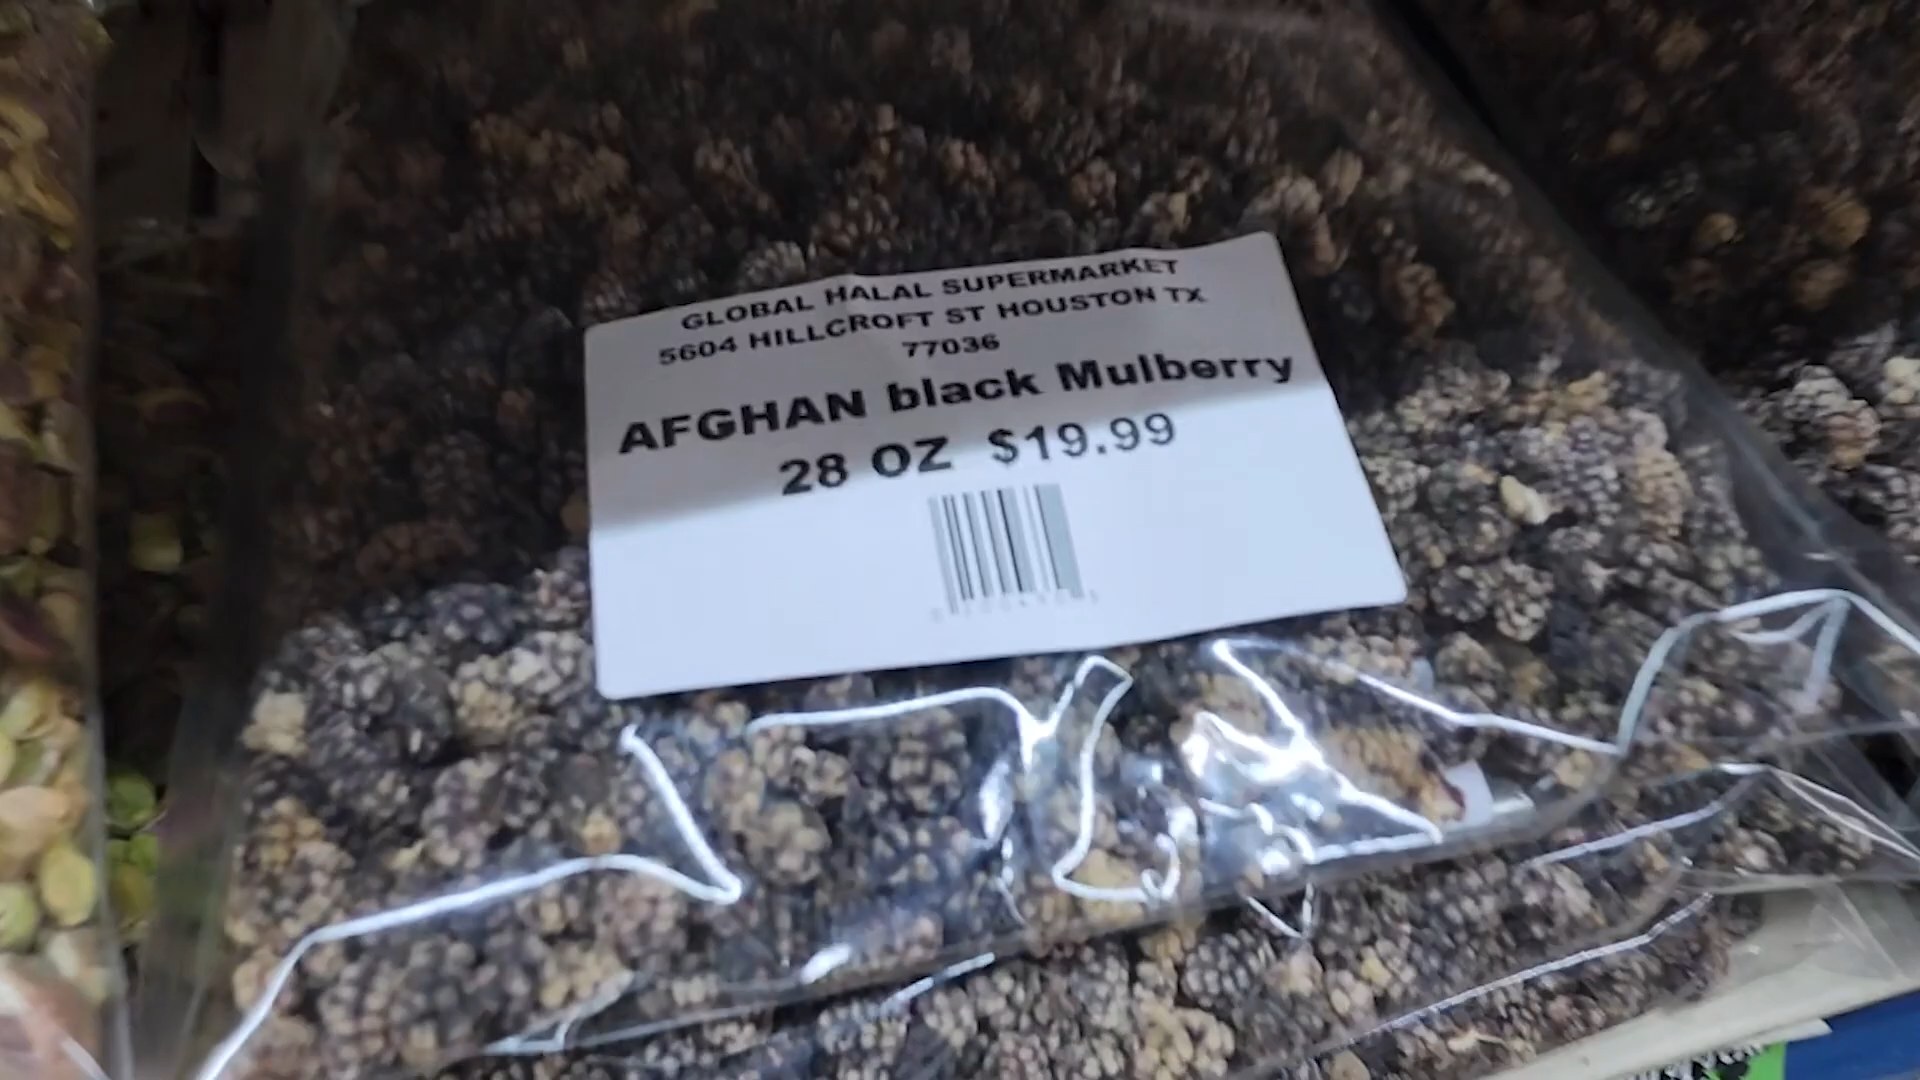 GLOBAL HALAL SUPERMARKET
5604 HILLCROFT ST HOUSTON TX
77036
AFGHAN black Mulberry
28 OZ $19.99